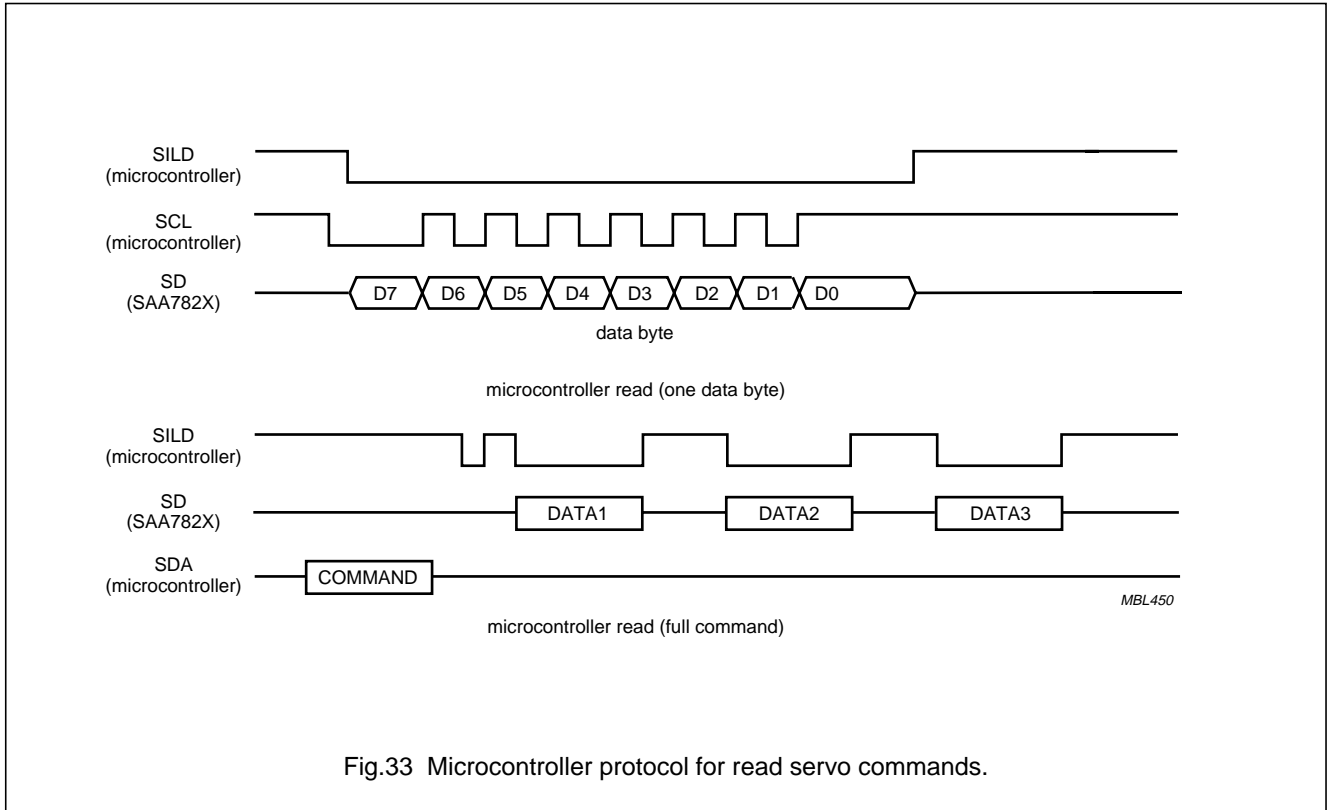 SILD
(microcontroller)
SCL
(microcontroller)
SD
(SAA782X)
D7 D6 D5 D4 D3 D2 D1 D0
data byte
microcontroller read (one data byte)
SILD
(microcontroller)
SD
(SAA782X)
DATA1 DATA2 DATA3
SDA
(microcontroller)
COMMAND
MBL450
microcontroller read (full command)
Fig.33 Microcontroller protocol for read servo commands.